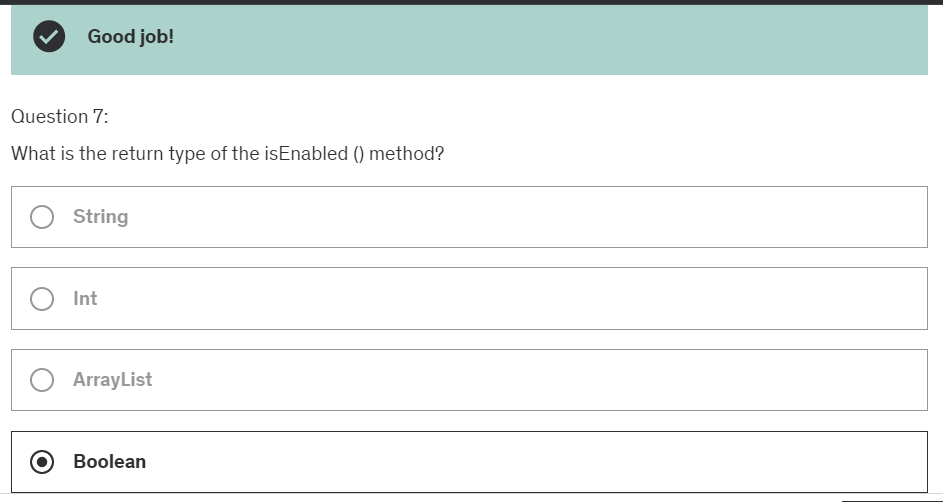 Good job!
Question 7:
What is the return type of the isEnabled () method?
String
Int
ArrayList
Boolean